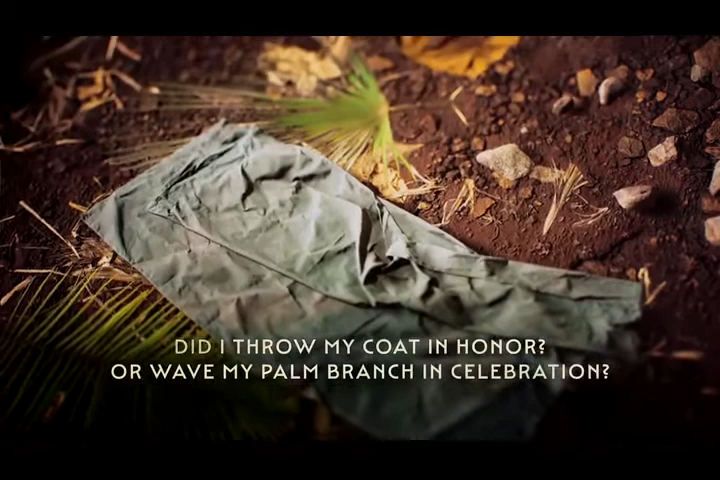 DID I THROW MY COAT IN HONOR?
OR WAVE MY PALM BRANCH IN CELEBRATION?